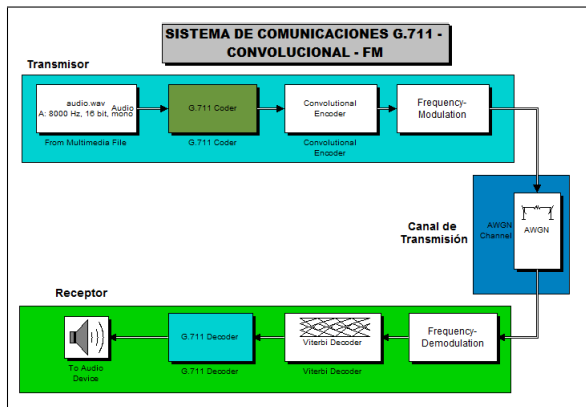 SISTEMA DE COMUNICACIONES G.711 -
CONVOLUCIONAL - FM
Transmisor
audio.wav
A: 8000 Hz, 16 bit, mono
Audio
From Multimedia File
G.711 Coder
G.711 Coder
Convolutional
Encoder
Convolutional
Encoder
Frequency-
Modulation
Canal de
Transmisión
AWGN
Channel
AWGN
Receptor
To Audio
Device
G.711 Decoder
G.711 Decoder
Viterbi Decoder
Viterbi Decoder
Frequency-
Demodulation